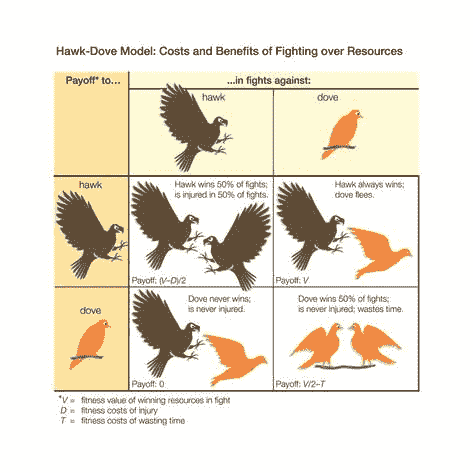 Hawk-Dove Model: Costs and Benefits of Fighting over Resources
Payoff* to...
...in fights against:
hawk
dove
hawk
Hawk wins 50% of fights;
is injured in 50% of fights.
Payoff: (V–D)/2
Hawk always wins;
dove flees.
Payoff: V
dove
Dove never wins;
is never injured.
Payoff: 0
Dove wins 50% of fights;
is never injured; wastes time.
Payoff: V/2–T
*V = fitness value of winning resources in fight
D = fitness costs of injury
T = fitness costs of wasting time